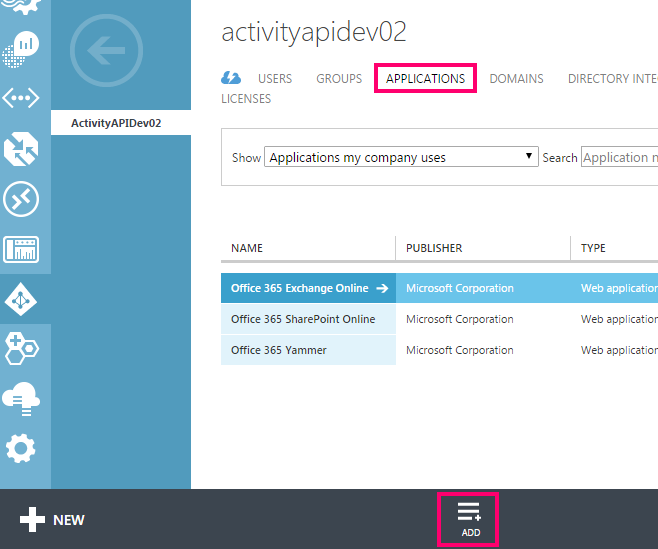 activityapidev02
USERS GROUPS APPLICATIONS DOMAINS DIRECTORY
LICENSES
ActivityAPIDev02
Show Applications my company uses Search Application
NAME PUBLISHER TYPE
Office 365 Exchange Online Microsoft Corporation Web application
Office 365 SharePoint Online Microsoft Corporation Web application
Office 365 Yammer Microsoft Corporation Web application
NEW
ADD